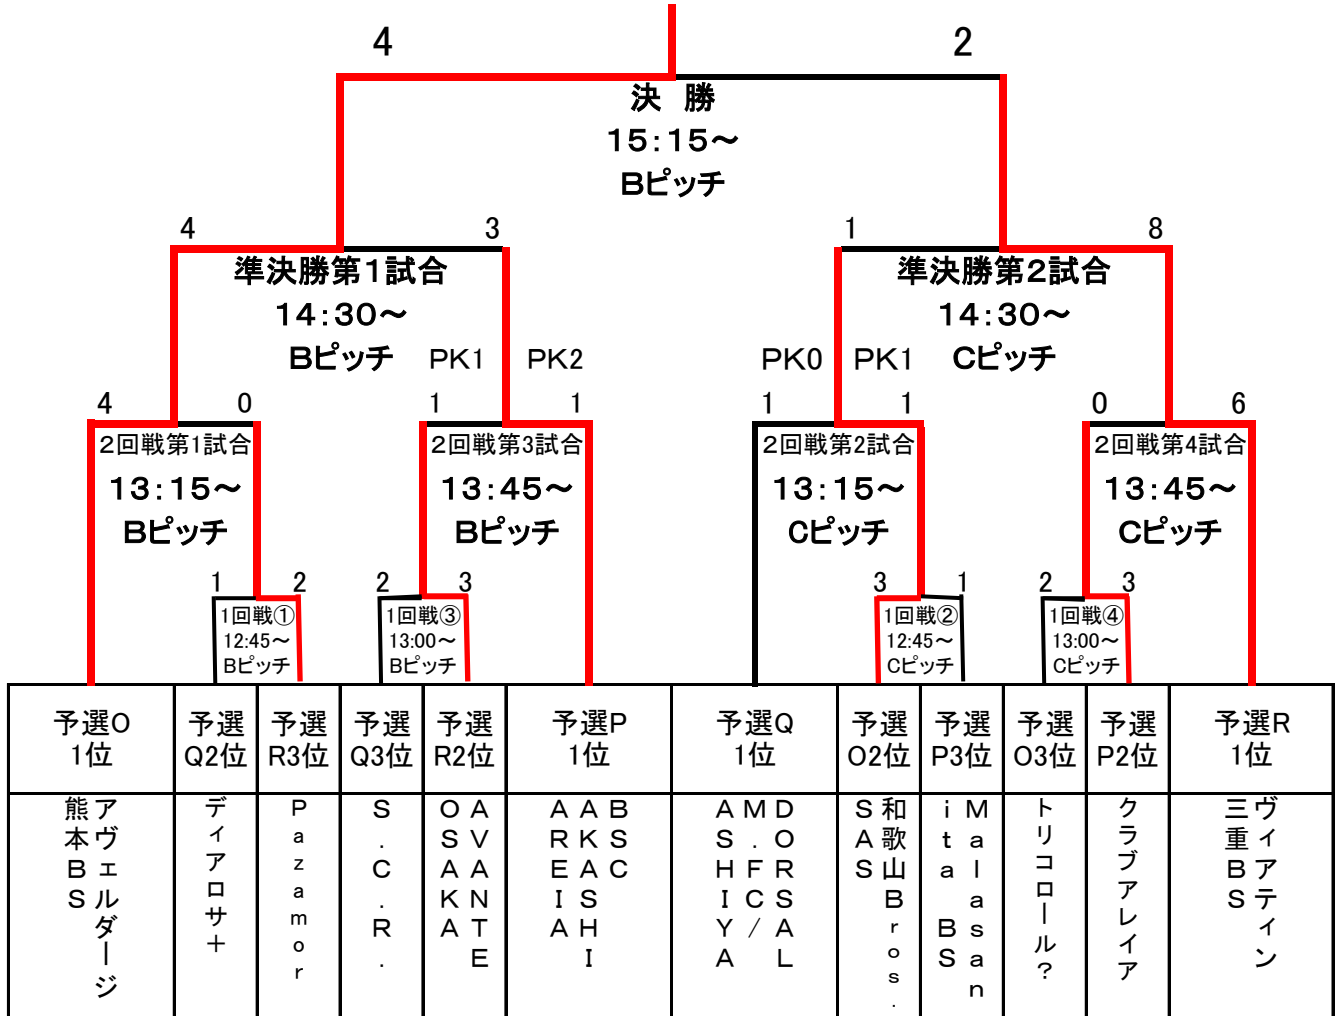 4 2
決 勝
15:15～
Bピッチ
4 3 1 8
準決勝第1試合 準決勝第2試合
14:30～ 14:30～
Bピッチ Cピッチ
PK1 PK2 PK0 PK1
4 0 1 1 1 1 0 6
2回戦第1試合 2回戦第3試合 2回戦第2試合 2回戦第4試合
13:15～ 13:45～ 13:15～ 13:45～
Bピッチ Bピッチ Cピッチ Cピッチ
1 2 2 3 3 1 2 3
1回戦① 1回戦③ 1回戦② 1回戦④
12:45～ 13:00～ 12:45～ 13:00～
Bピッチ Bピッチ Cピッチ Cピッチ
予選O 予選 予選 予選 予選 予選P 予選Q 予選 予選 予選 予選 予選R
1位 Q2位 R3位 Q3位 R2位 1位 1位 O2位 P3位 O3位 P2位 1位
アヴェルダージ
熊本BS
ディアロサ＋
Pazamor
S.C.R.
AVANTE
OSAKA
BSC
AKASHI
AREIA
DORSAL
M.FC/
ASHIYA
和歌山Bros.
SAS
Malasan
ita BS
トリコロール？
クラブアレイア
ヴィアティン
三重BS